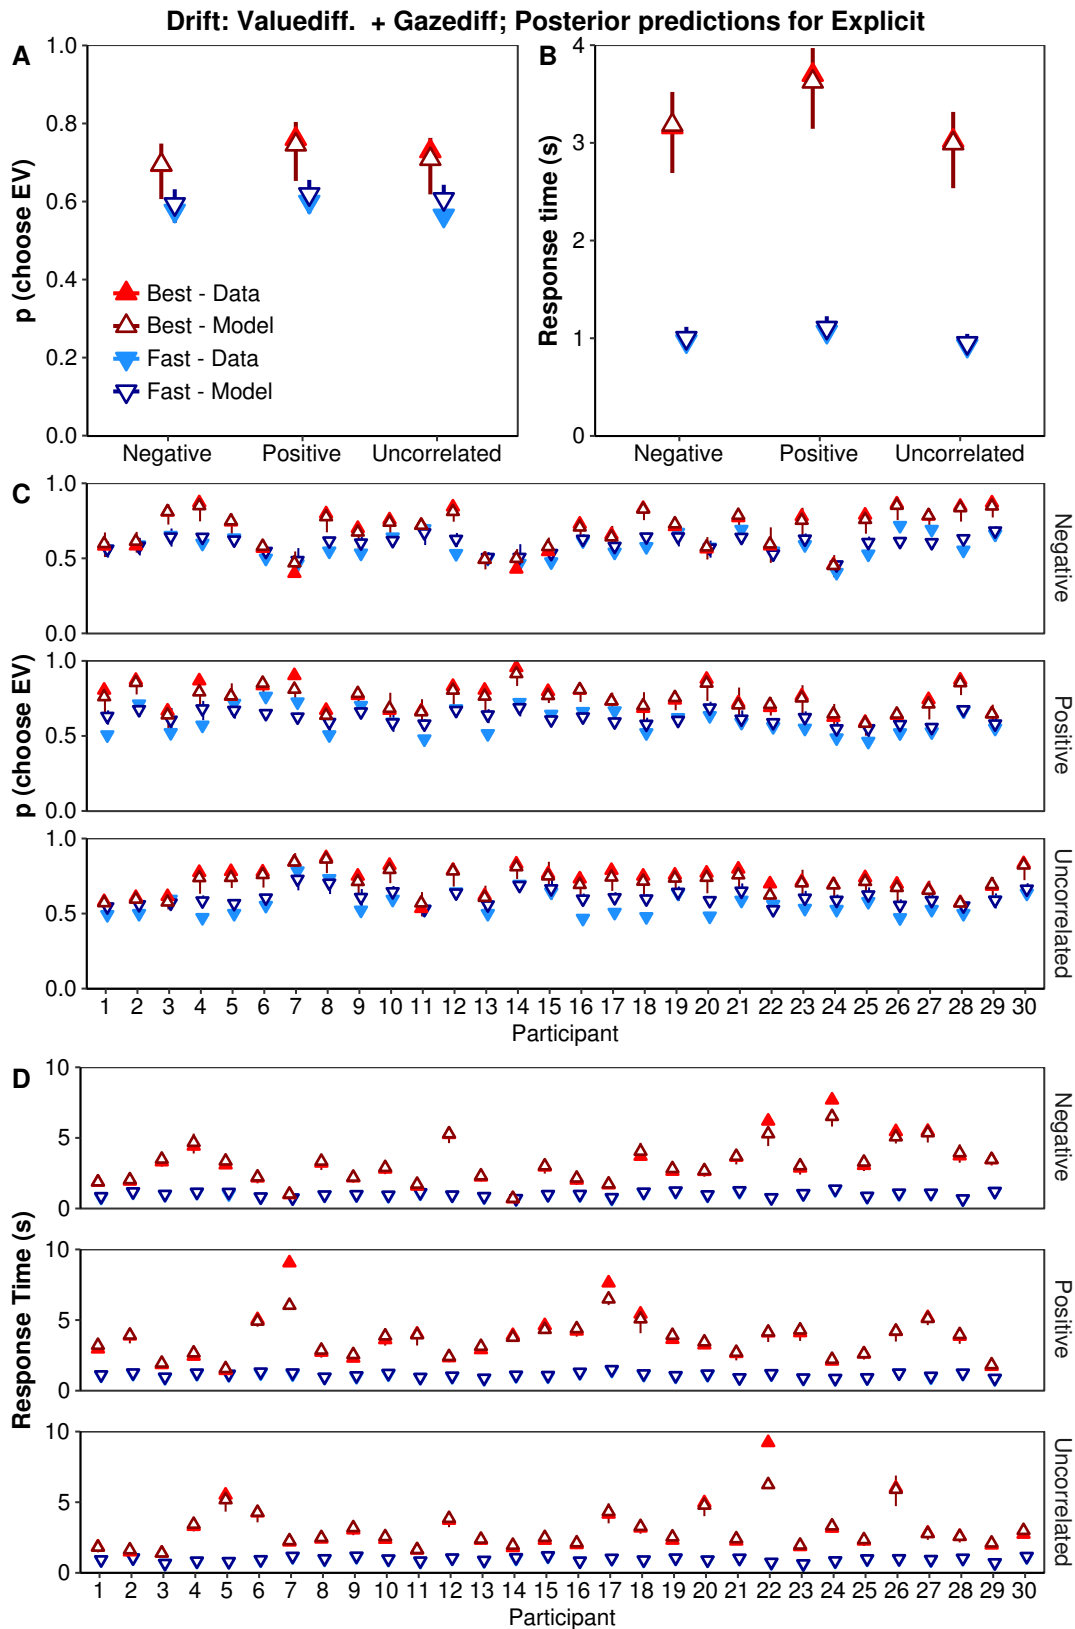 Drift: Valuediff. + Gazediff; Posterior predictions for Explicit
A
1.0
0.8
0.6
0.4
0.2
0.0
p (choose EV)
Best - Data
Best - Model
Fast - Data
Fast - Model
Negative Positive Uncorrelated
B
4
3
2
1
0
Response time (s)
Negative Positive Uncorrelated
C
1.0
0.5
0.0
Negative
p (choose EV)
1.0
0.5
0.0
Positive
1.0
0.5
0.0
Uncorrelated
1 2 3 4 5 6 7 8 9 10 11 12 13 14 15 16 17 18 19 20 21 22 23 24 25 26 27 28 29 30
Participant
D
10
5
0
Negative
Response Time (s)
10
5
0
Positive
10
5
0
Uncorrelated
1 2 3 4 5 6 7 8 9 10 11 12 13 14 15 16 17 18 19 20 21 22 23 24 25 26 27 28 29 30
Participant